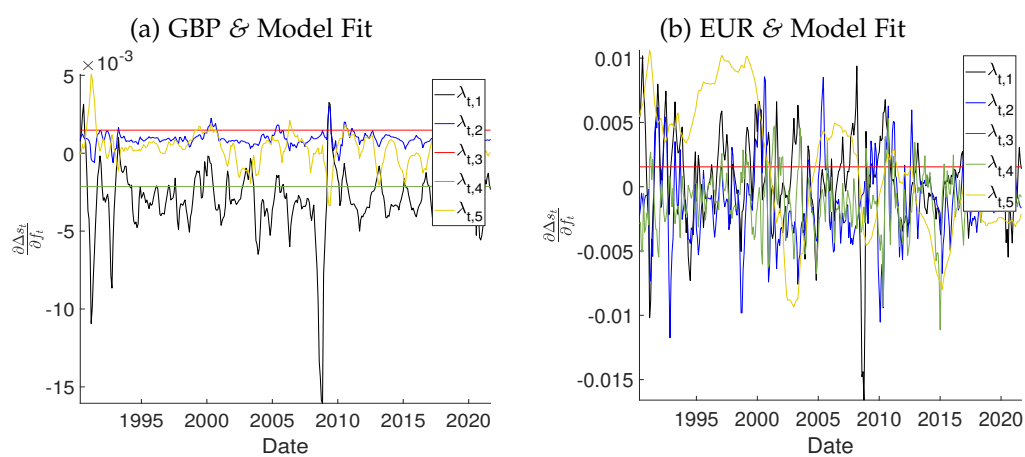 (a) GBP & Model Fit
×10⁻³
5
0
-5
-10
-15
1995 2000 2005 2010 2015 2020
Date
∂Δsₜ
∂fₜ
λt,1
λt,2
λt,3
λt,4
λt,5
(b) EUR & Model Fit
0.01
0.005
0
-0.005
-0.01
-0.015
1995 2000 2005 2010 2015 2020
Date
∂Δsₜ
∂fₜ
λt,1
λt,2
λt,3
λt,4
λt,5